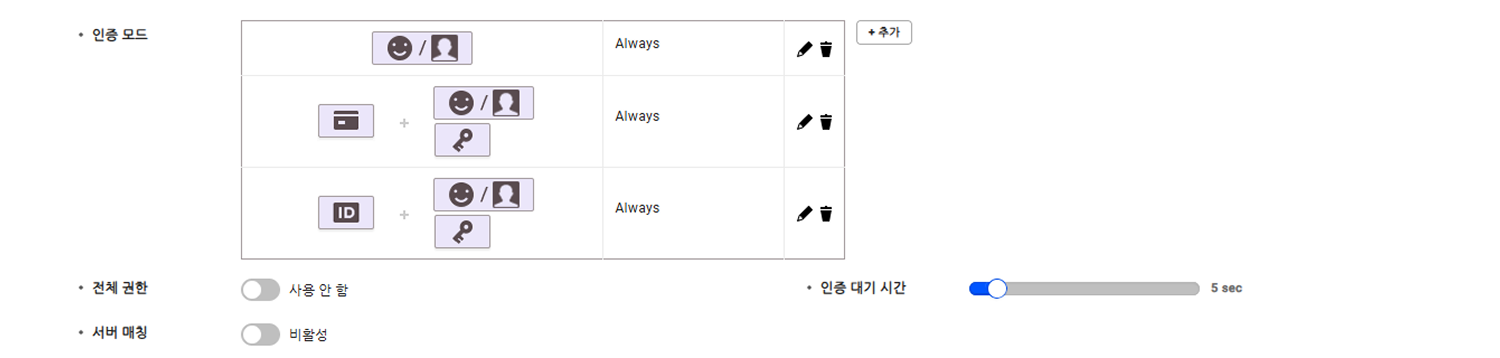 • 인증 모드
/
Always
+ 추가
+
/
Always
ID
+
/
Always
• 전체 권한
사용 안 함
• 인증 대기 시간
5 sec
• 서버 매칭
비활성